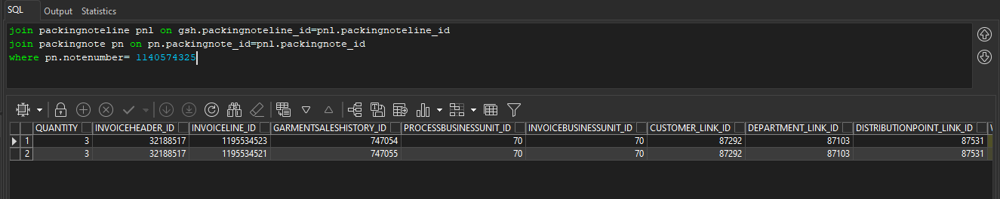 SQL Output Statistics
join packingnoteline pnl on gsh.packingnoteline_id=pnl.packingnoteline_id
join packingnote pn on pn.packingnote_id=pnl.packingnote_id
where pn.notenumber= 1140574325
QUANTITY INVOICEHEADER_ID INVOICELINE_ID GARMENTSALESHISTORY_ID PROCESSBUSINESSUNIT_ID INVOICEBUSINESSUNIT_ID CUSTOMER_LINK_ID DEPARTMENT_LINK_ID DISTRIBUTIONPOINT_LINK_ID
1 3 32188517 1195534523 747054 70 70 87292 87103 87531
2 3 32188517 1195534521 747055 70 70 87292 87103 87531